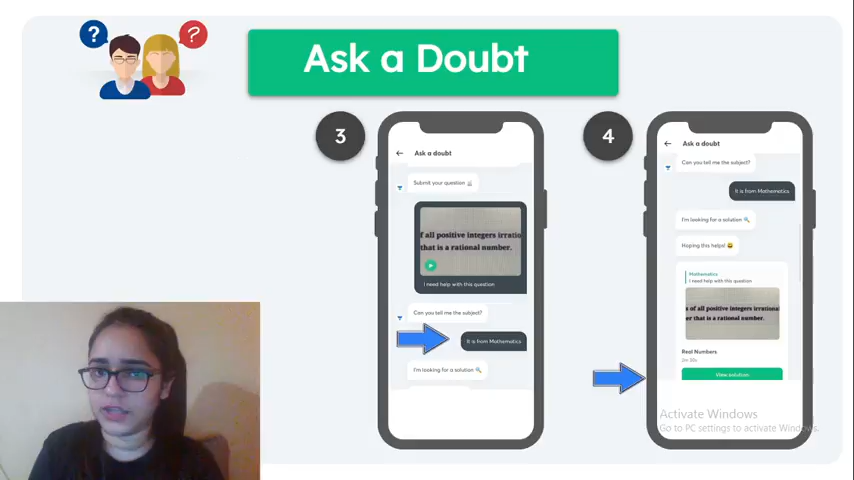 ? ?
Ask a Doubt
3
Ask a doubt
Submit your question
f all positive integers irratio
that is a rational number.
I need help with this question
Can you tell me the subject?
It is from Mathematics
I'm looking for a solution
4
Ask a doubt
Can you tell me the subject?
It is from Mathematics
I'm looking for a solution
Hoping this helps!
Mathematics
I need help with this question
s of all positive integers irra
er that is a rational number.
Real Numbers
View solution
Activate Windows
Go to PC settings to activate Windows.